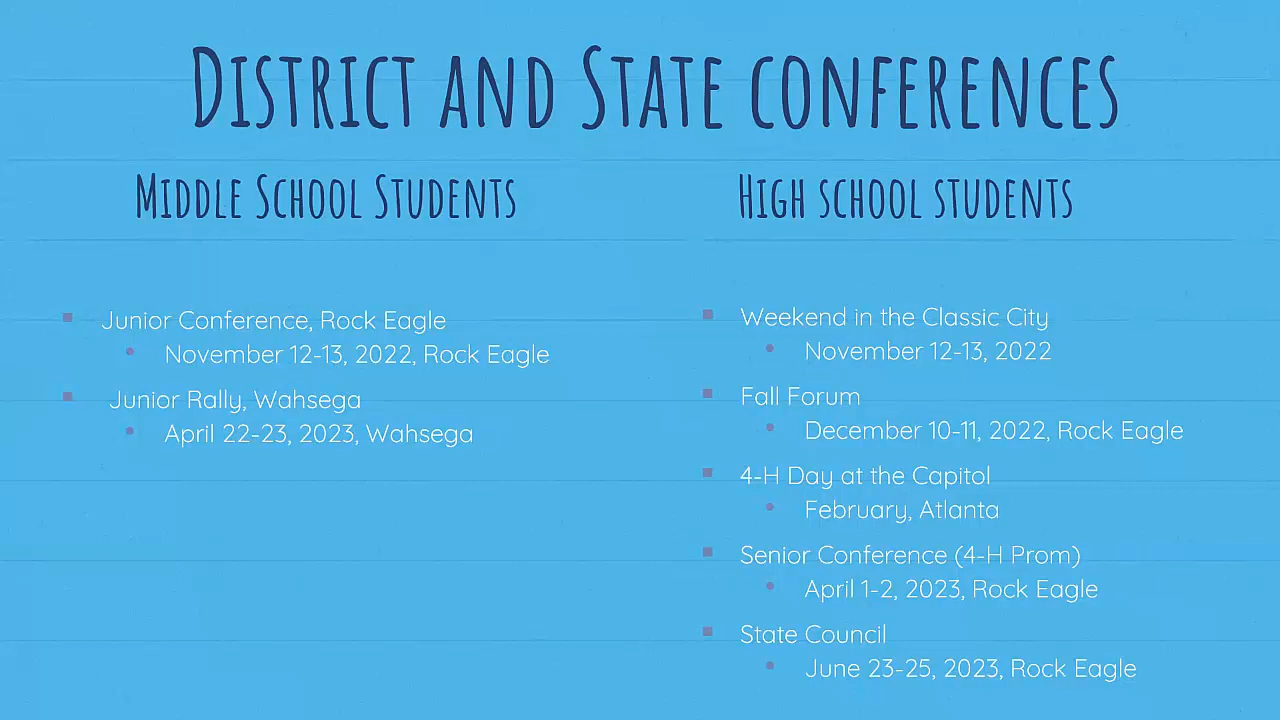 District and State conferences
Middle School Students
Junior Conference, Rock Eagle
November 12-13, 2022, Rock Eagle
Junior Rally, Wahsega
April 22-23, 2023, Wahsega
High school students
Weekend in the Classic City
November 12-13, 2022
Fall Forum
December 10-11, 2022, Rock Eagle
4-H Day at the Capitol
February, Atlanta
Senior Conference (4-H Prom)
April 1-2, 2023, Rock Eagle
State Council
June 23-25, 2023, Rock Eagle